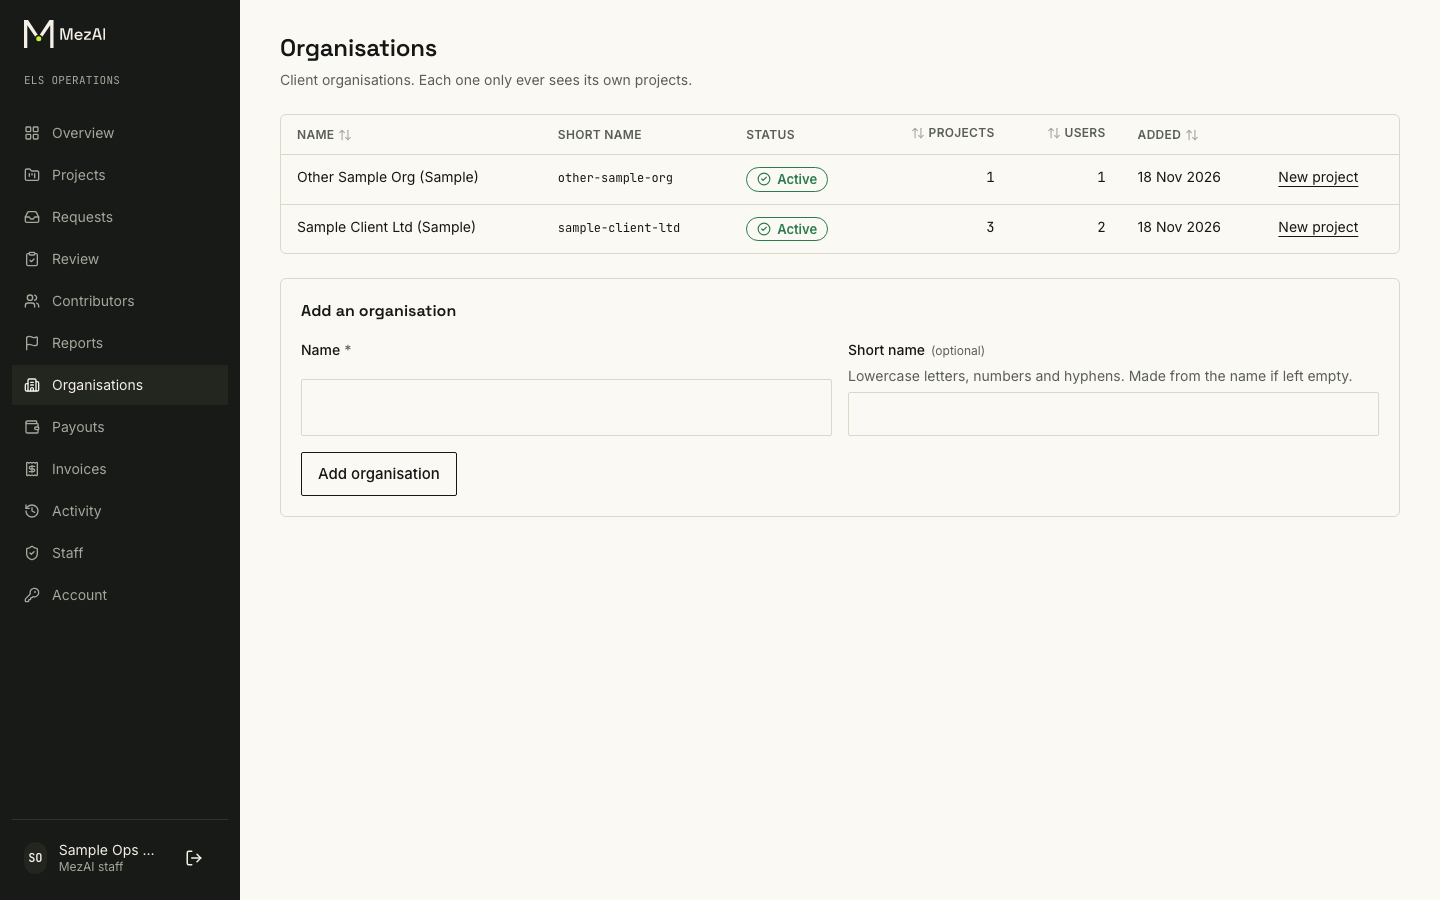 MezAI
ELS OPERATIONS
Overview
Projects
Requests
Review
Contributors
Reports
Organisations
Payouts
Invoices
Activity
Staff
Account
SO
Sample Ops ...
MezAI staff
Organisations
Client organisations. Each one only ever sees its own projects.
NAME SHORT NAME STATUS PROJECTS USERS ADDED
Other Sample Org (Sample) other-sample-org Active 1 1 18 Nov 2026 New project
Sample Client Ltd (Sample) sample-client-ltd Active 3 2 18 Nov 2026 New project
Add an organisation
Name *
Short name (optional)
Lowercase letters, numbers and hyphens. Made from the name if left empty.
Add organisation